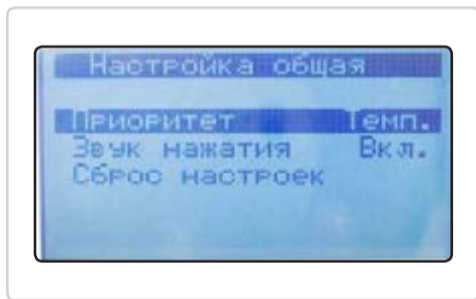 Настройка общая
Приоритет Темп.
Звук нажатия Вкл.
Сброс настроек